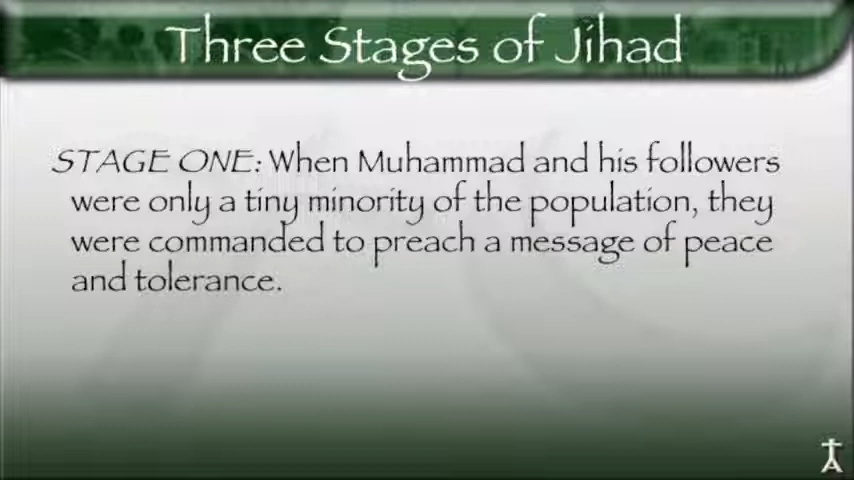 Three Stages of Jihad
STAGE ONE: When Muhammad and his followers
were only a tiny minority of the population, they
were commanded to preach a message of peace
and tolerance.